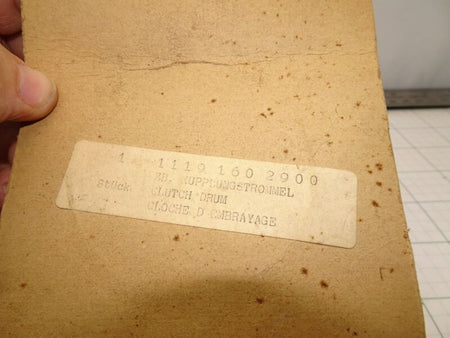 1 1119 160 2900
ZB. KUPPLUNGSTROMMEL
Stück CLUTCH DRUM
CLOCHE D EMBRAYAGE